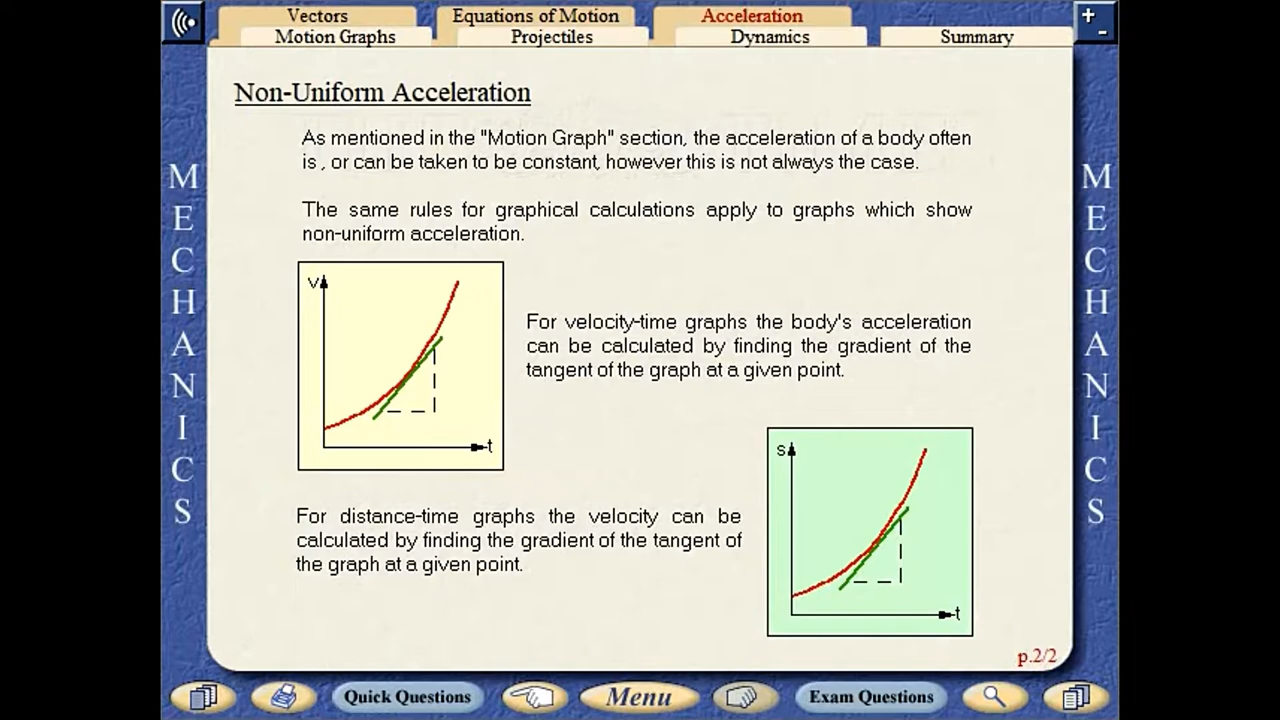 Vectors
Equations of Motion
Acceleration
+
-
Motion Graphs
Projectiles
Dynamics
Summary
Non-Uniform Acceleration
As mentioned in the "Motion Graph" section, the acceleration of a body often
is , or can be taken to be constant, however this is not always the case.
The same rules for graphical calculations apply to graphs which show
non-uniform acceleration.
MECHANICS
MECHANICS
v
t
For velocity-time graphs the body's acceleration
can be calculated by finding the gradient of the
tangent of the graph at a given point.
For distance-time graphs the velocity can be
calculated by finding the gradient of the tangent of
the graph at a given point.
s
t
p.2/2
Quick Questions
Menu
Exam Questions